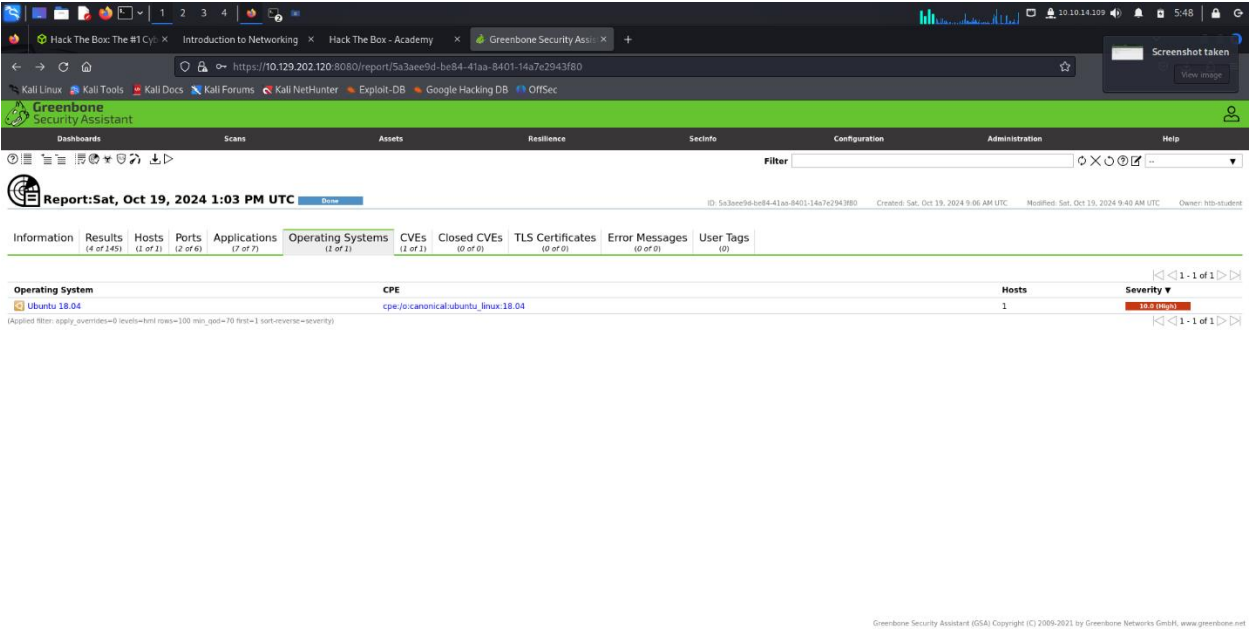 1 2 3 4 10.10.14.109 5:48
Hack The Box: The #1 Cyb × Introduction to Networking × Hack The Box - Academy × Greenbone Security Assis × +
https://10.129.202.120:8080/report/5a3aee9d-be84-41aa-8401-14a7e2943f80
Screenshot taken
View image
Kali Linux Kali Tools Kali Docs Kali Forums Kali NetHunter Exploit-DB Google Hacking DB OffSec
Greenbone
Security Assistant
Dashboards Scans Assets Resilience SecInfo Configuration Administration Help
Filter --
Report:Sat, Oct 19, 2024 1:03 PM UTC Done ID: 5a3aee9d-be84-41aa-8401-14a7e2943f80 Created: Sat, Oct 19, 2024 9:06 AM UTC Modified: Sat, Oct 19, 2024 9:40 AM UTC Owner: htb-student
Information Results Hosts Ports Applications Operating Systems CVEs Closed CVEs TLS Certificates Error Messages User Tags
(4 of 145) (1 of 1) (2 of 6) (7 of 7) (1 of 1) (1 of 1) (0 of 0) (0 of 0) (0 of 0) (0)
1 - 1 of 1
Operating System CPE Hosts Severity ▼
Ubuntu 18.04 cpe:/o:canonical:ubuntu_linux:18.04 1 10.0 (High)
(Applied filter: apply_overrides=0 levels=hml rows=100 min_qod=70 first=1 sort-reverse=severity) 1 - 1 of 1
Greenbone Security Assistant (GSA) Copyright (C) 2009-2021 by Greenbone Networks GmbH, www.greenbone.net